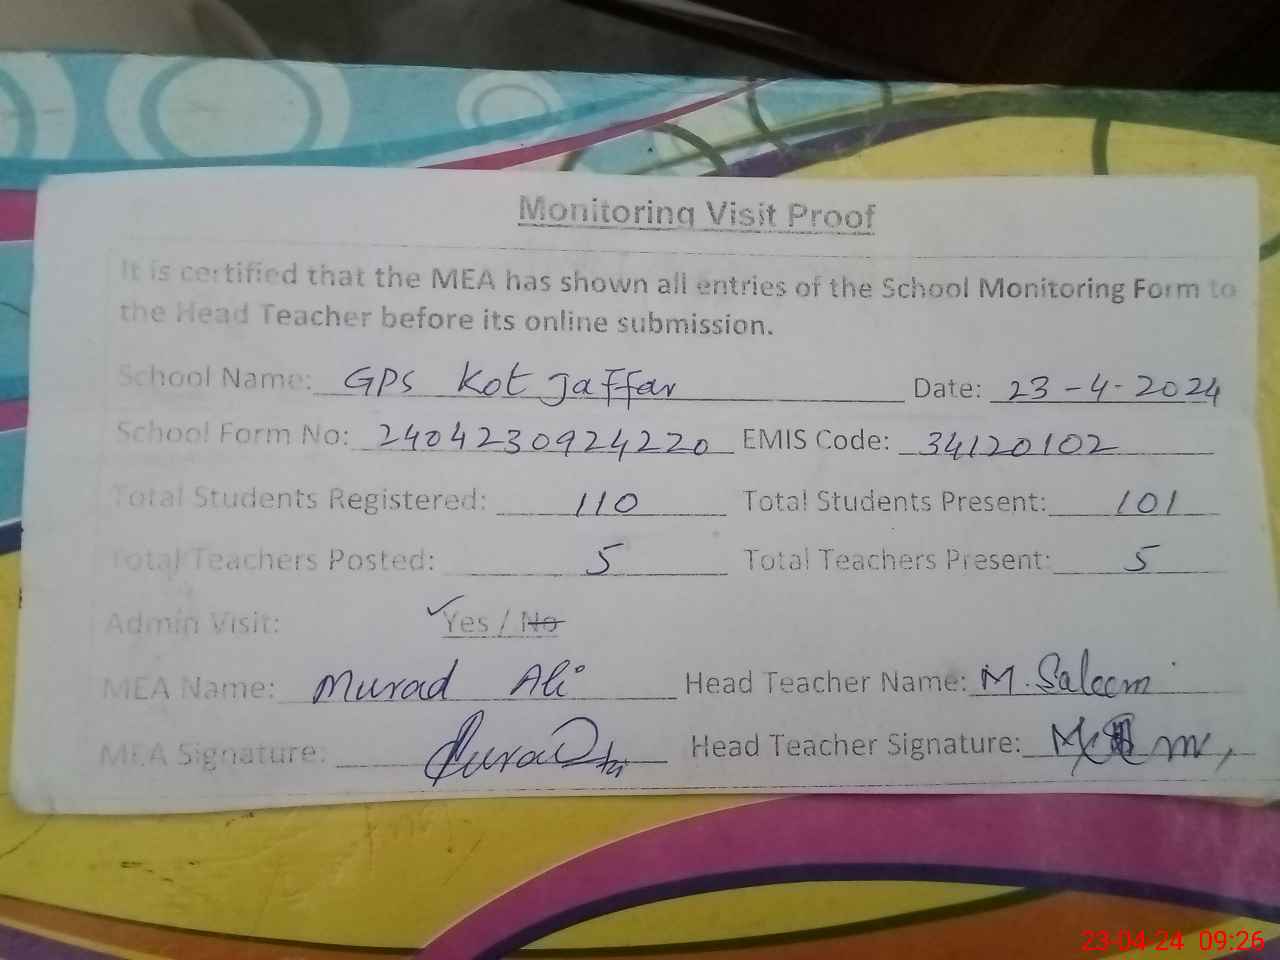 Monitoring Visit Proof
It is certified that the MEA has shown all entries of the School Monitoring Form to
the Head Teacher before its online submission.
School Name: GPS Kot Jaffar Date: 23-4-2024
School Form No: 2404230924220 EMIS Code: 34120102
Total Students Registered: 110 Total Students Present: 101
Total Teachers Posted: 5 Total Teachers Present: 5
Admin Visit: Yes / No
MEA Name: Murad Ali Head Teacher Name: M. Saleem
MEA Signature: Head Teacher Signature:
23-04-24 09:26